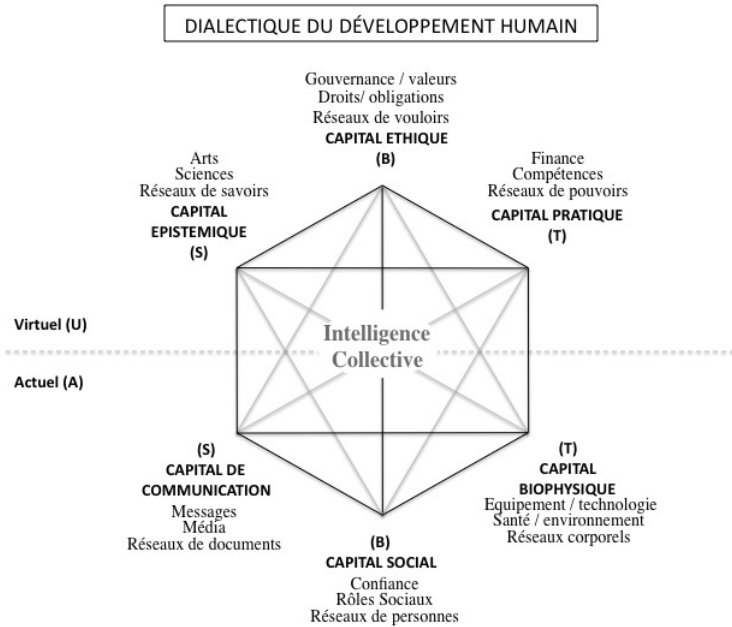 DIALECTIQUE DU DÉVELOPPEMENT HUMAIN
Gouvernance / valeurs
Droits/ obligations
Réseaux de vouloirs
CAPITAL ETHIQUE
(B)
Arts
Sciences
Réseaux de savoirs
CAPITAL
EPISTEMIQUE
(S)
Finance
Compétences
Réseaux de pouvoirs
CAPITAL PRATIQUE
(T)
Virtuel (U)
Intelligence
Collective
Actuel (A)
(S)
CAPITAL DE
COMMUNICATION
Messages
Média
Réseaux de documents
(T)
CAPITAL
BIOPHYSIQUE
Equipement / technologie
Santé / environnement
Réseaux corporels
(B)
CAPITAL SOCIAL
Confiance
Rôles Sociaux
Réseaux de personnes